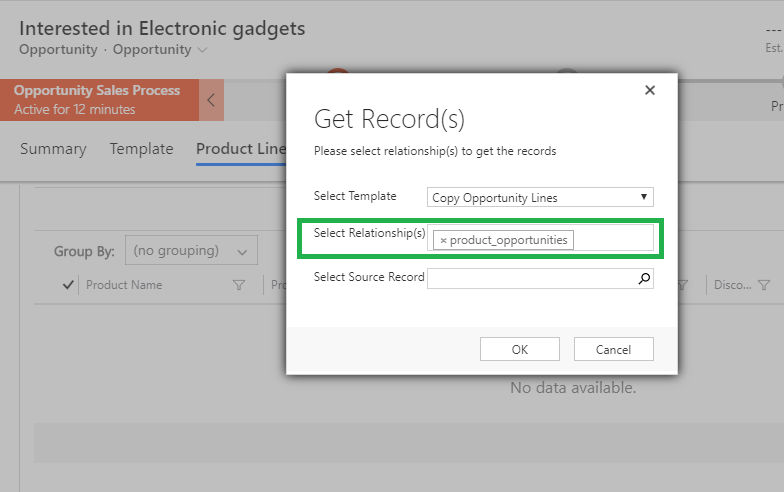 Interested in Electronic gadgets
---
Opportunity · Opportunity
Est.
Opportunity Sales Process
Active for 12 minutes
Pr
Summary Template Product Line
Get Record(s)
Please select relationship(s) to get the records
Select Template Copy Opportunity Lines
Select Relationship(s) × product_opportunities
Select Source Record
OK Cancel
Group By: (no grouping)
Product Name Pro Disco...
No data available.